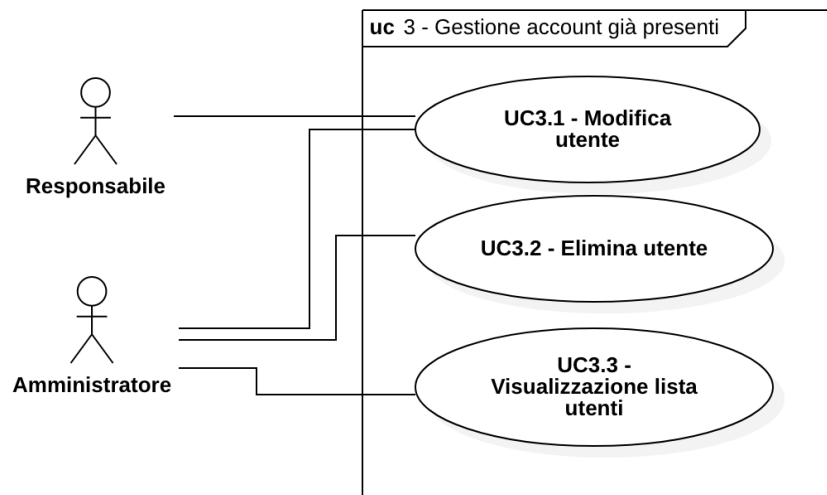 uc 3 - Gestione account già presenti
UC3.1 - Modifica
utente
Responsabile
UC3.2 - Elimina utente
Amministratore
UC3.3 -
Visualizzazione lista
utenti